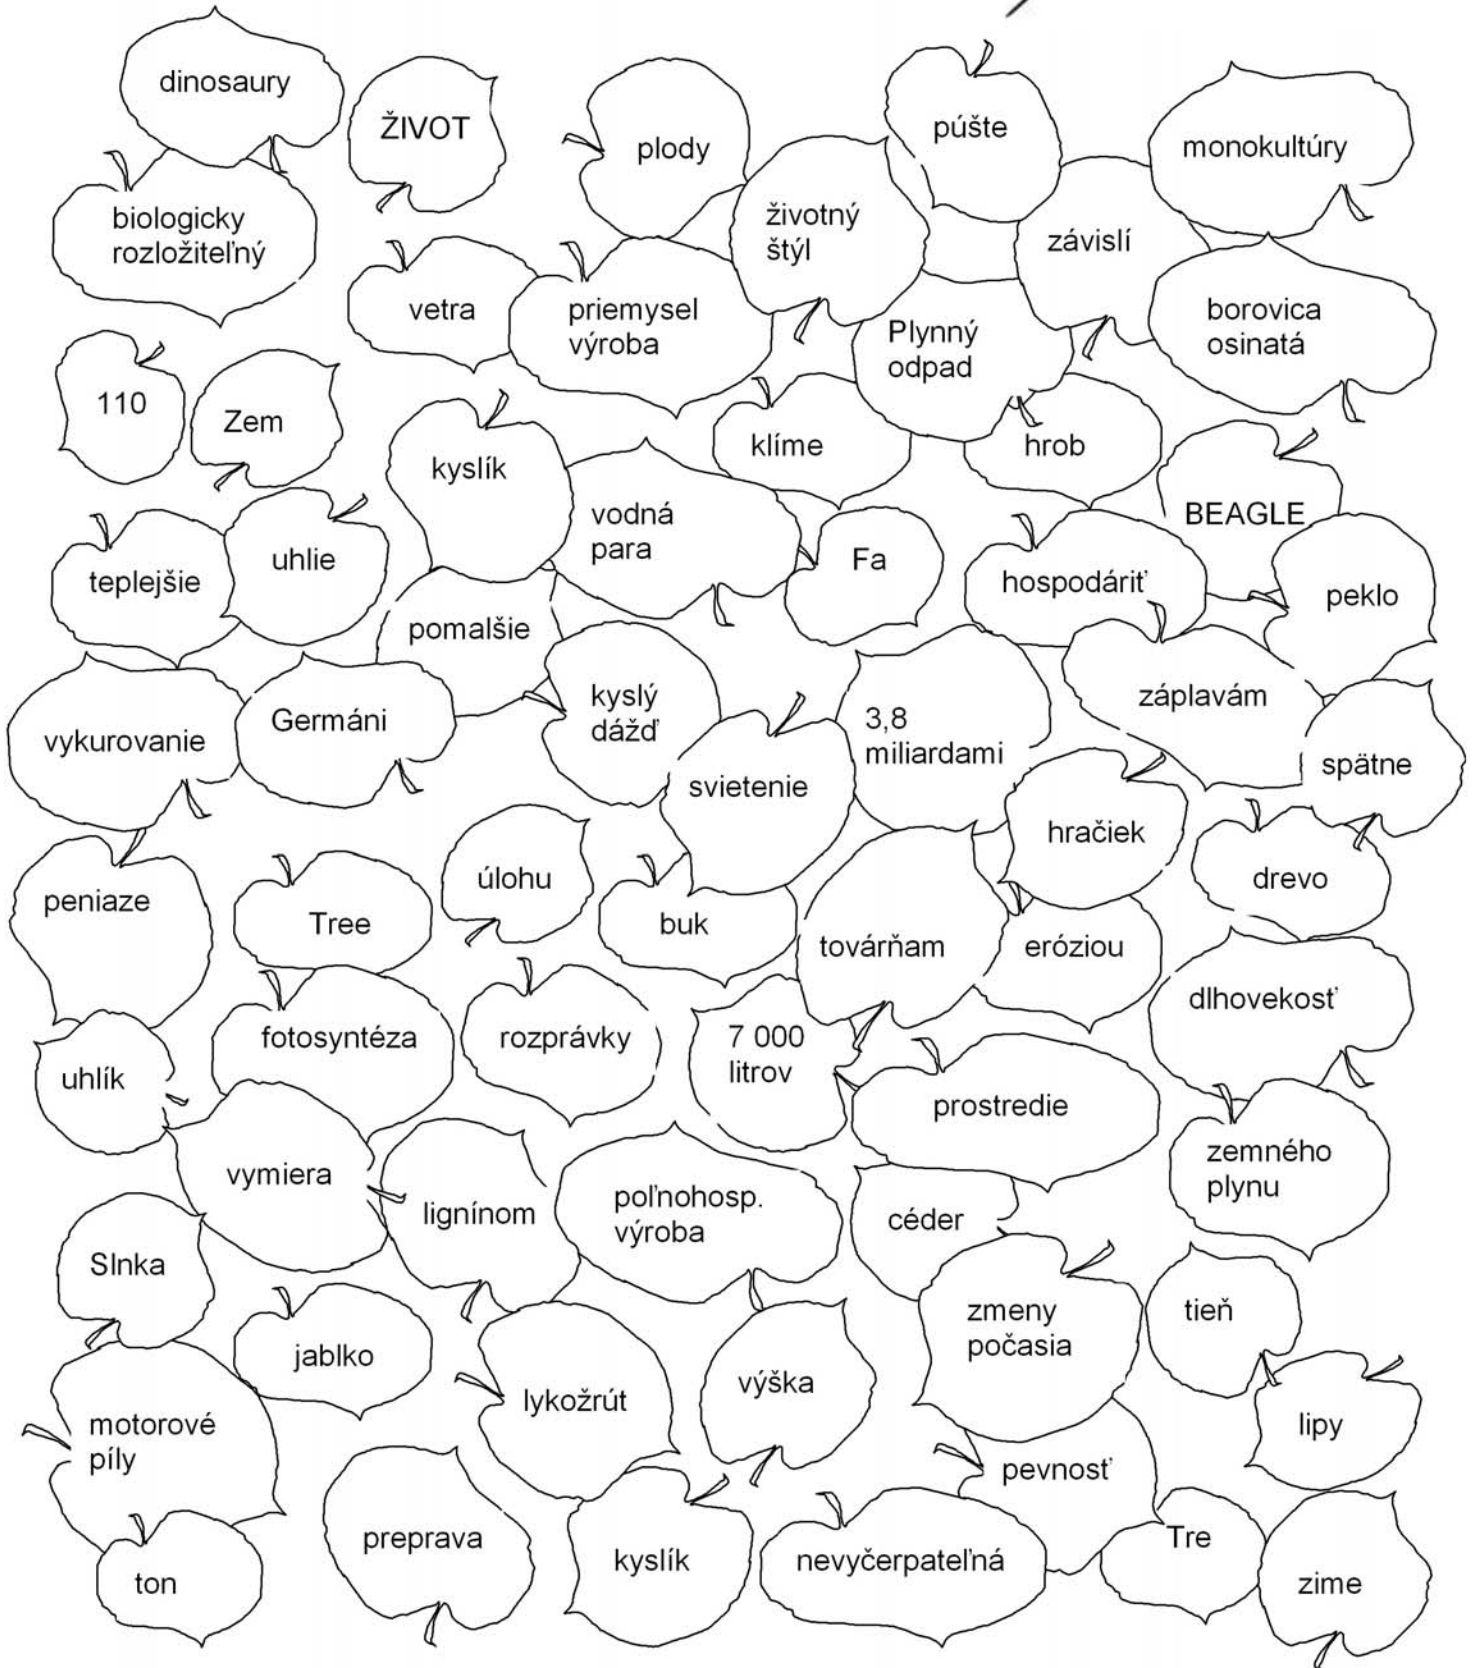 dinosaury
ŽIVOT
plody
púšte
monokultúry
biologicky
rozložiteľný
životný
štýl
závislí
vetra
priemysel
výroba
Plynný
odpad
borovica
osinatá
110
Zem
kyslík
klíme
hrob
BEAGLE
vodná
para
teplejšie
uhlie
Fa
hospodáriť
peklo
pomalšie
kyslý
dážď
záplavám
vykurovanie
Germáni
3,8
miliardami
svietenie
spätne
hračiek
peniaze
úlohu
drevo
Tree
buk
továrňam
eróziou
dlhovekosť
fotosyntéza
rozprávky
7 000
litrov
uhlík
prostredie
vymiera
zemného
plynu
lignínom
poľnohosp.
výroba
céder
Slnka
zmeny
počasia
tieň
jablko
lykožrút
výška
motorové
píly
lipy
pevnosť
preprava
kyslík
nevyčerpateľná
Tre
ton
zime